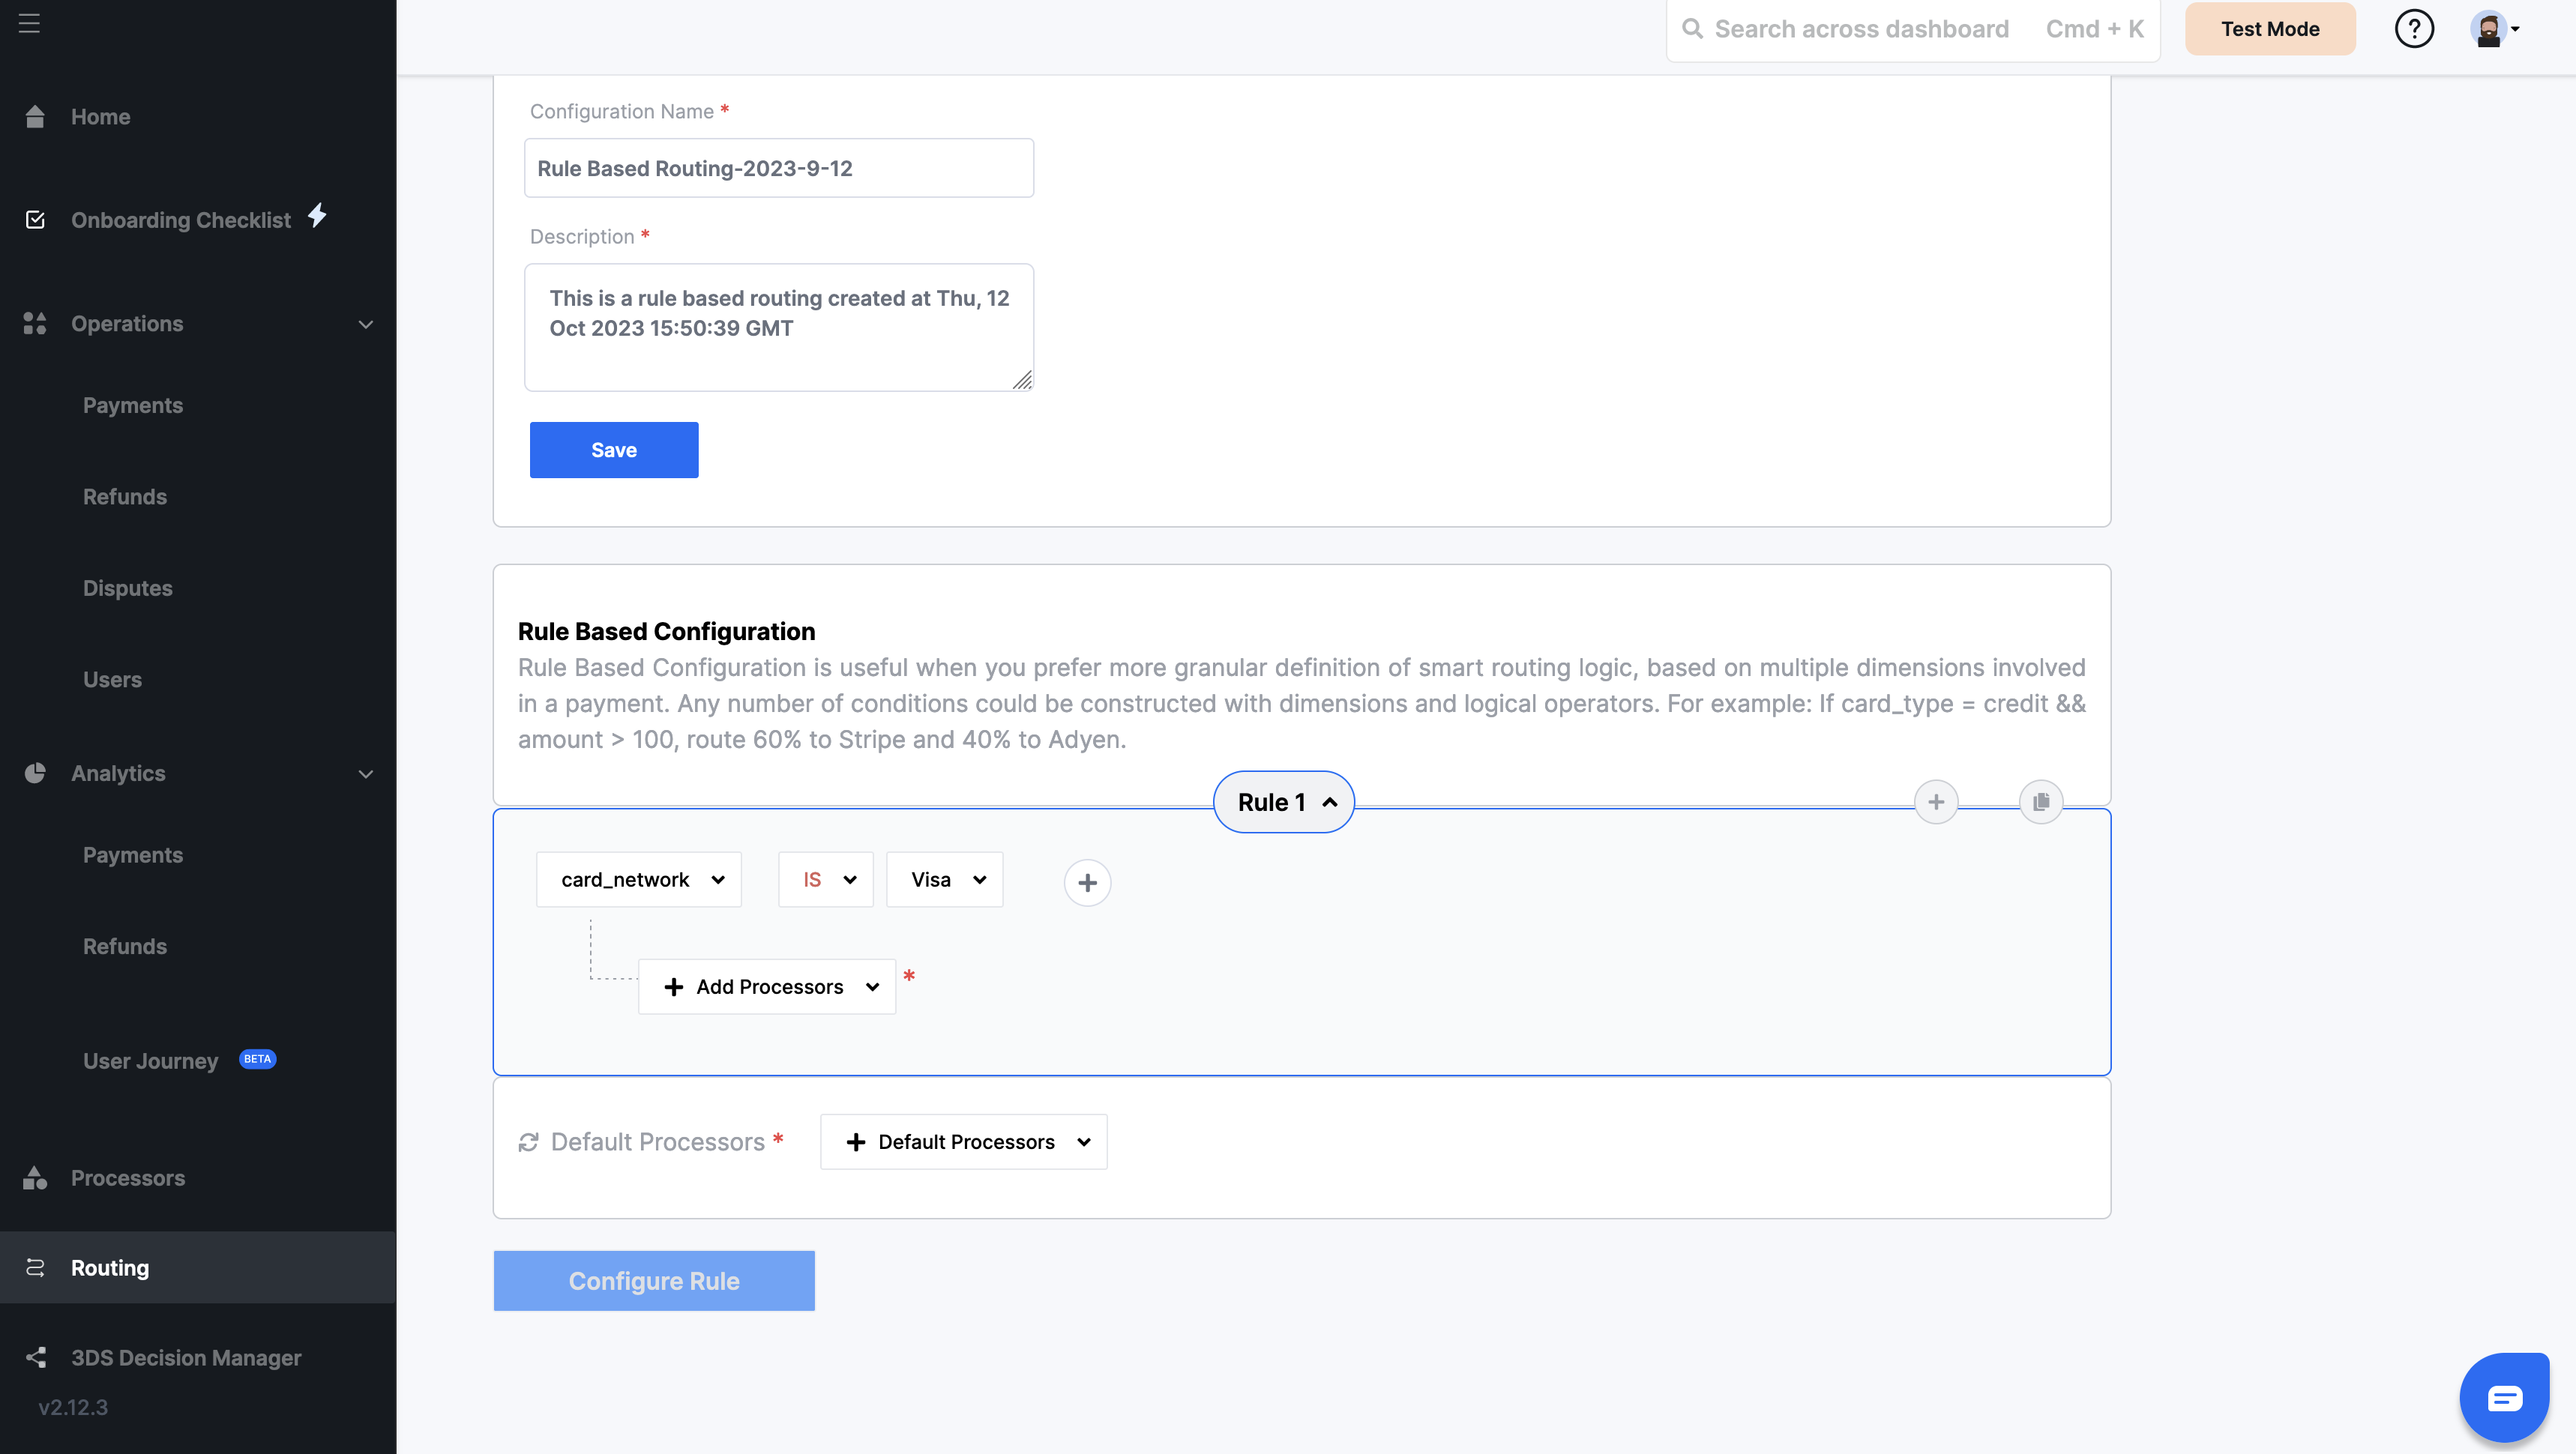 Search across dashboard Cmd + K
Test Mode
Home
Onboarding Checklist
Operations
Payments
Refunds
Disputes
Users
Analytics
Payments
Refunds
User Journey BETA
Processors
Routing
3DS Decision Manager
v2.12.3
Configuration Name *
Rule Based Routing-2023-9-12
Description *
This is a rule based routing created at Thu, 12
Oct 2023 15:50:39 GMT
Save
Rule Based Configuration
Rule Based Configuration is useful when you prefer more granular definition of smart routing logic, based on multiple dimensions involved
in a payment. Any number of conditions could be constructed with dimensions and logical operators. For example: If card_type = credit &&
amount > 100, route 60% to Stripe and 40% to Adyen.
Rule 1
card_network IS Visa
+ Add Processors *
Default Processors * + Default Processors
Configure Rule